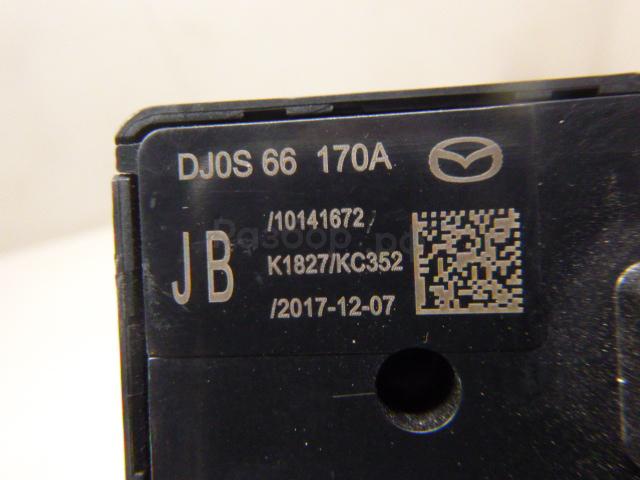 DJ0S 66 170A
JB
/10141672/
K1827/KC352
/2017-12-07